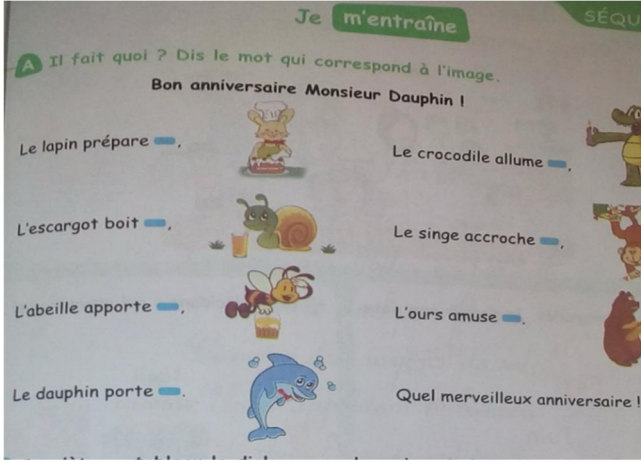 Je m'entraîne
SÉQU
A Il fait quoi ? Dis le mot qui correspond à l'image.
Bon anniversaire Monsieur Dauphin !
Le lapin prépare .
Le crocodile allume .
L'escargot boit .
Le singe accroche .
L'abeille apporte .
L'ours amuse .
Le dauphin porte .
Quel merveilleux anniversaire !